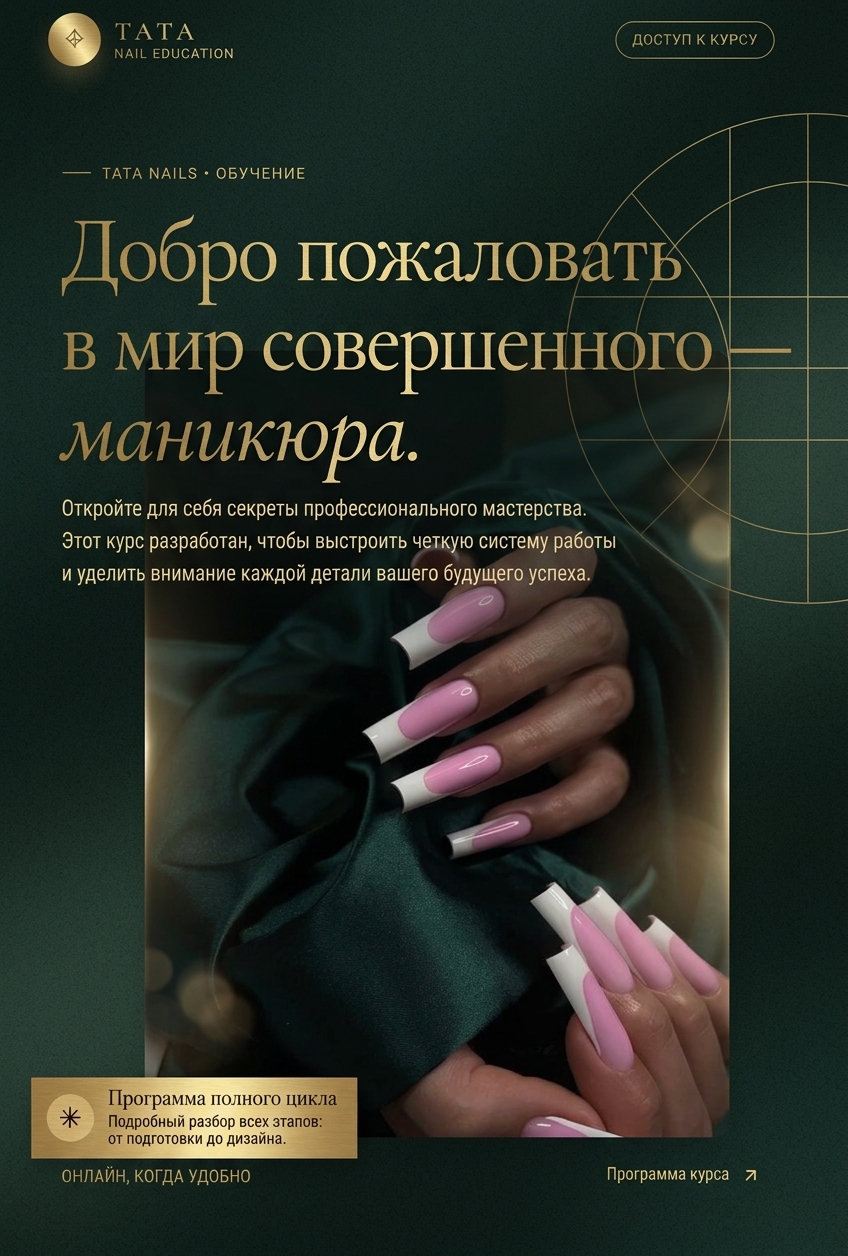 TATA
NAIL EDUCATION
ДОСТУП К КУРСУ
TATA NAILS • ОБУЧЕНИЕ
Добро пожаловать
в мир совершенного —
маникюра.
Откройте для себя секреты профессионального мастерства.
Этот курс разработан, чтобы выстроить четкую систему работы
и уделить внимание каждой детали вашего будущего успеха.
Программа полного цикла
Подробный разбор всех этапов:
от подготовки до дизайна.
ОНЛАЙН, КОГДА УДОБНО
Программа курса